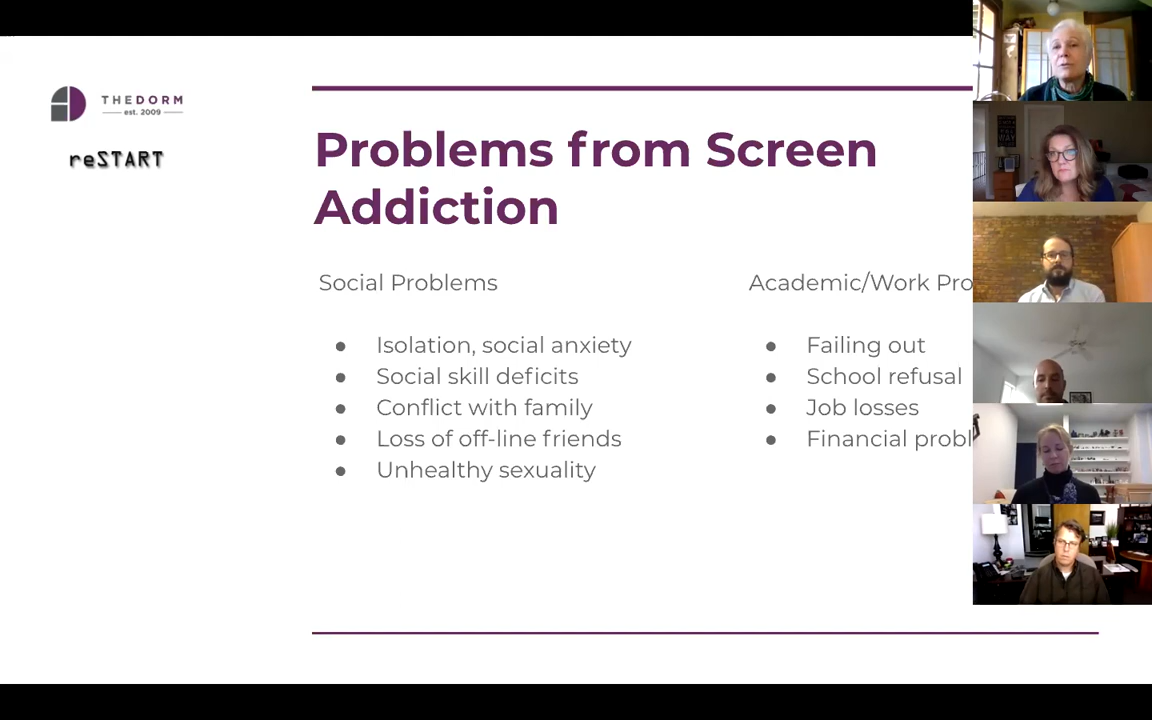 THEDORM
est. 2009
reSTART
Problems from Screen
Addiction
Social Problems
● Isolation, social anxiety
● Social skill deficits
● Conflict with family
● Loss of off-line friends
● Unhealthy sexuality
Academic/Work Pro
● Failing out
● School refusal
● Job losses
● Financial probl